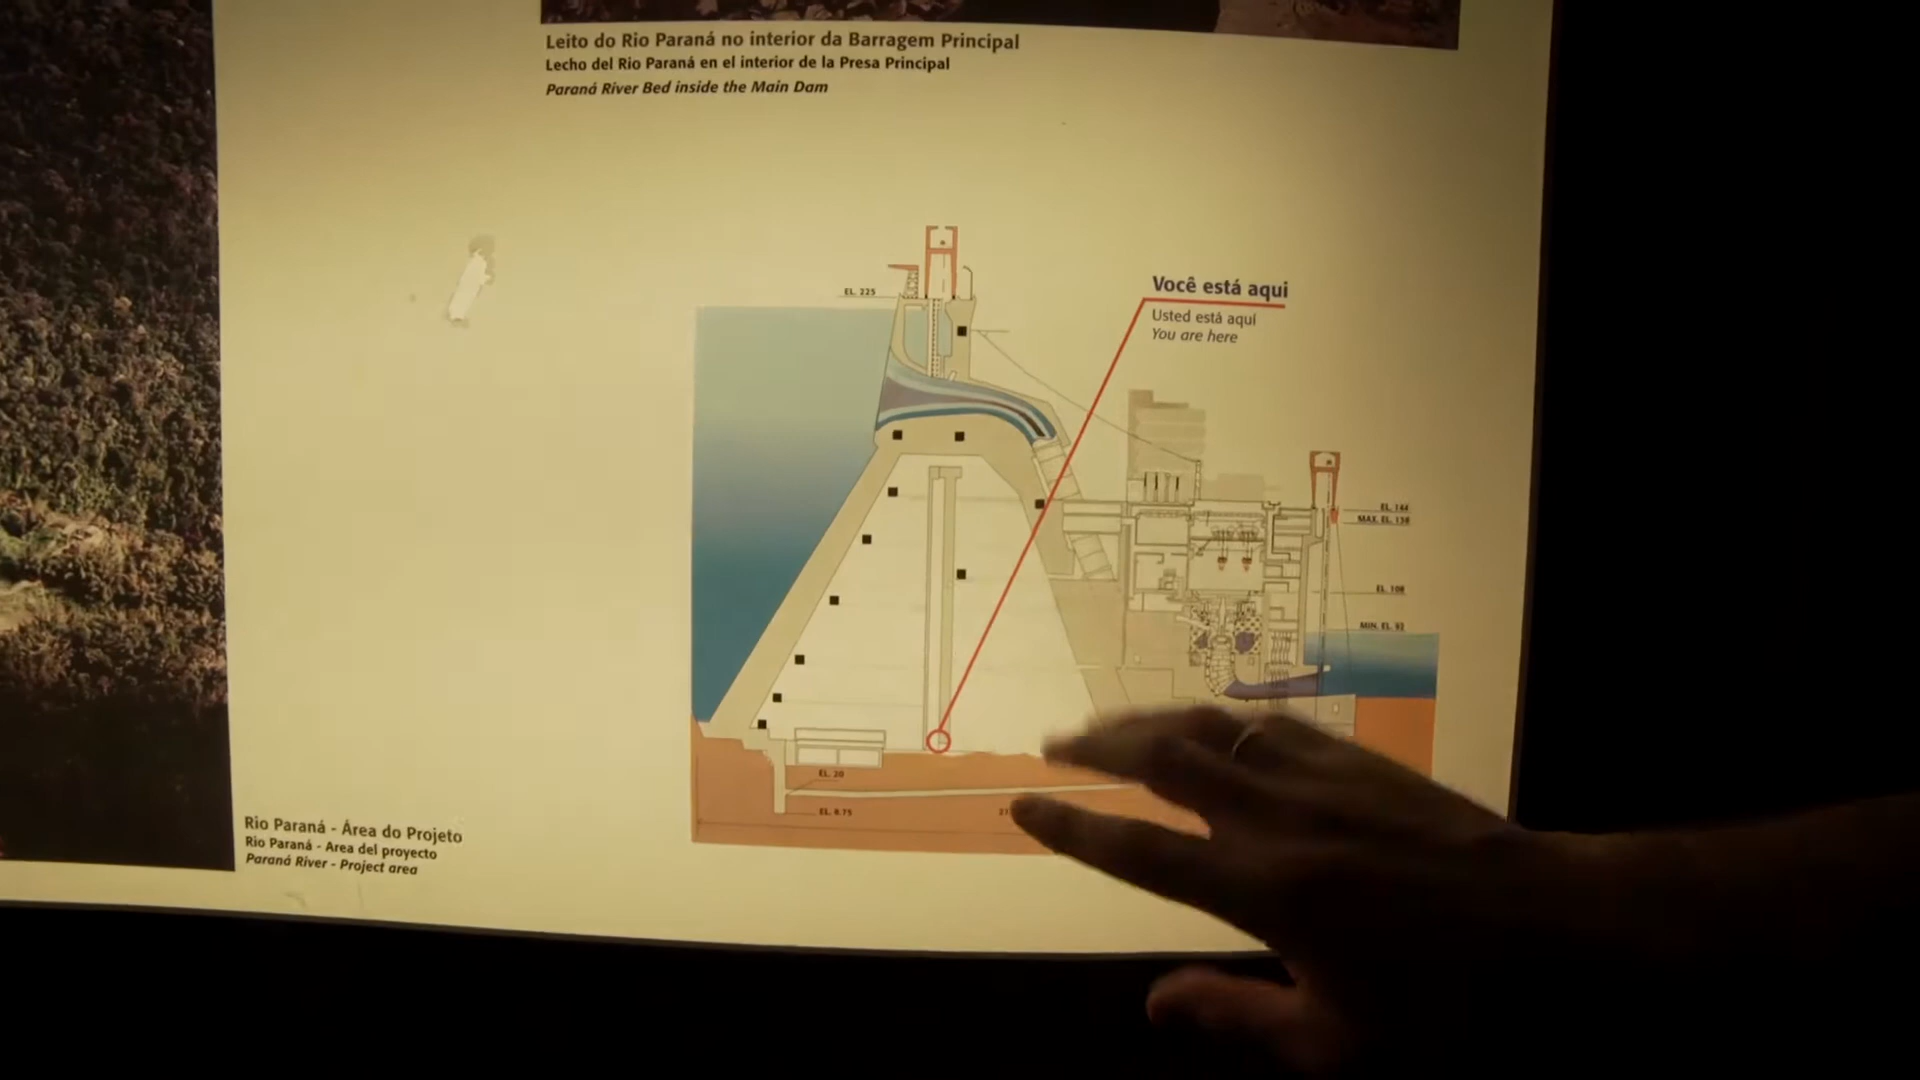 Leito do Rio Paraná no interior da Barragem Principal
Lecho del Rio Paraná en el interior de la Presa Principal
Paraná River Bed inside the Main Dam
EL. 225
Você está aqui
Usted está aquí
You are here
EL. 144
MAX. EL. 138
EL. 108
MIN. EL. 92
EL. 20
EL. 8.75
Rio Paraná - Área do Projeto
Rio Paraná - Area del proyecto
Paraná River - Project area